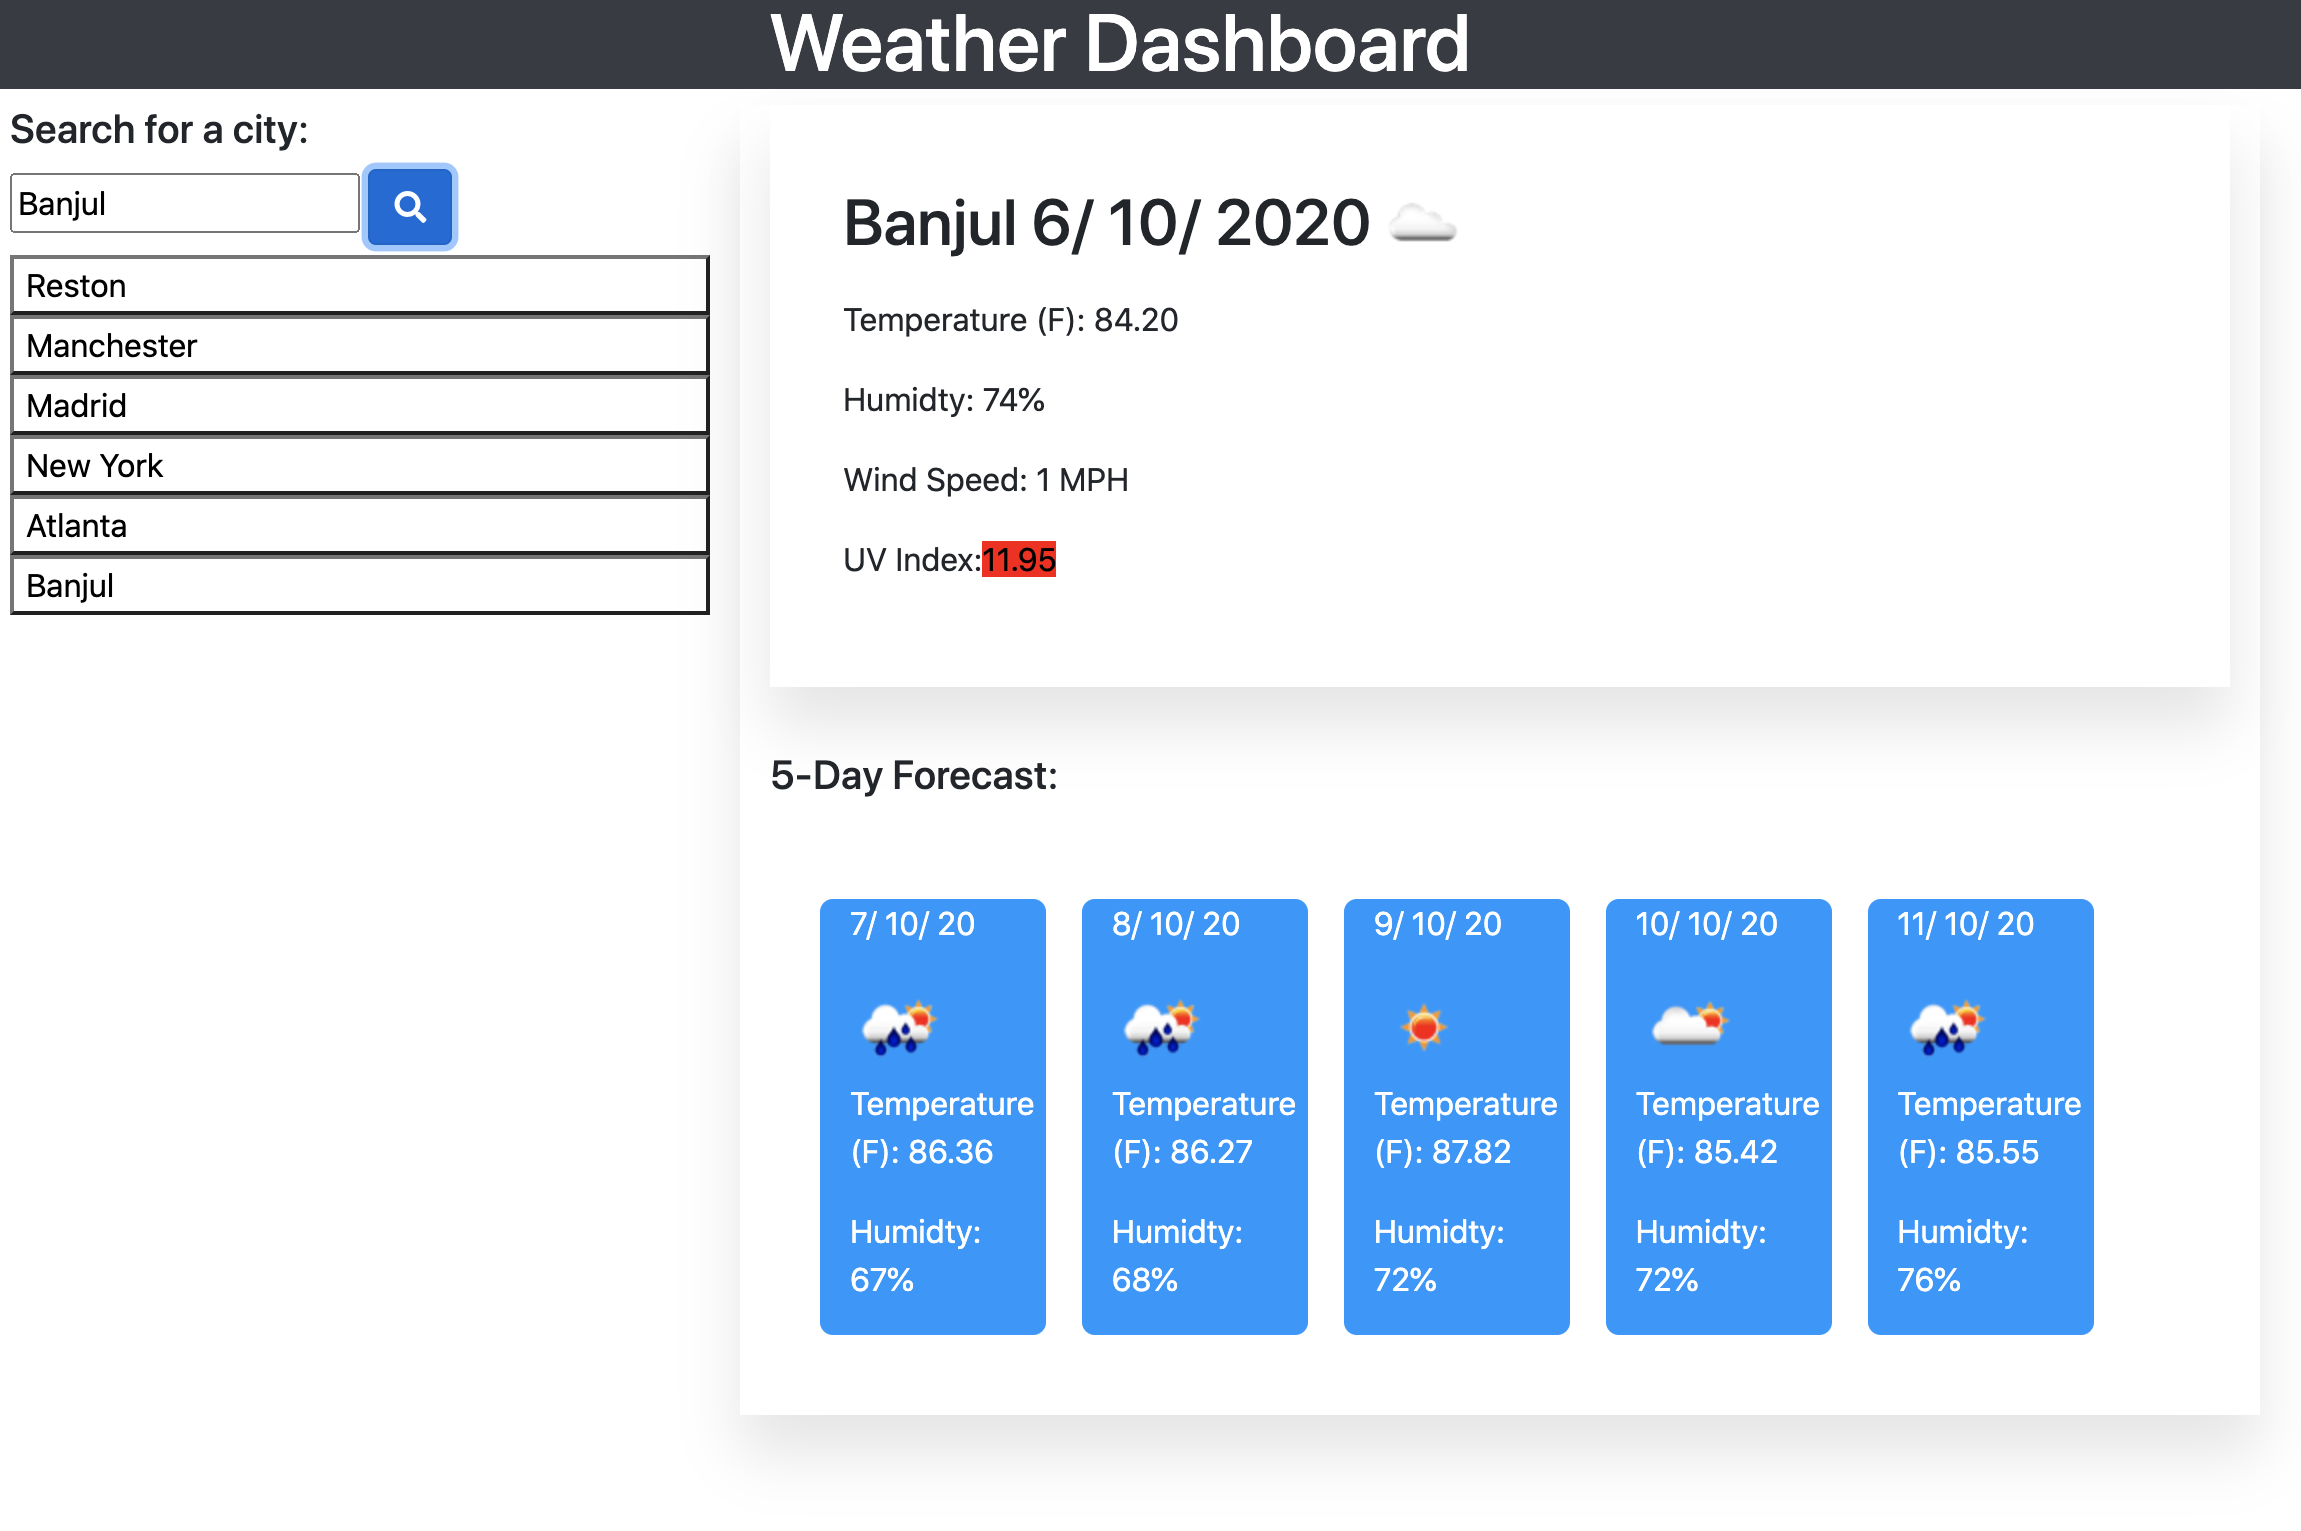 Weather Dashboard
Search for a city:
Banjul
Reston
Manchester
Madrid
New York
Atlanta
Banjul
Banjul 6/ 10/ 2020
Temperature (F): 84.20
Humidty: 74%
Wind Speed: 1 MPH
UV Index:11.95
5-Day Forecast:
7/ 10/ 20
Temperature
(F): 86.36
Humidty:
67%
8/ 10/ 20
Temperature
(F): 86.27
Humidty:
68%
9/ 10/ 20
Temperature
(F): 87.82
Humidty:
72%
10/ 10/ 20
Temperature
(F): 85.42
Humidty:
72%
11/ 10/ 20
Temperature
(F): 85.55
Humidty:
76%